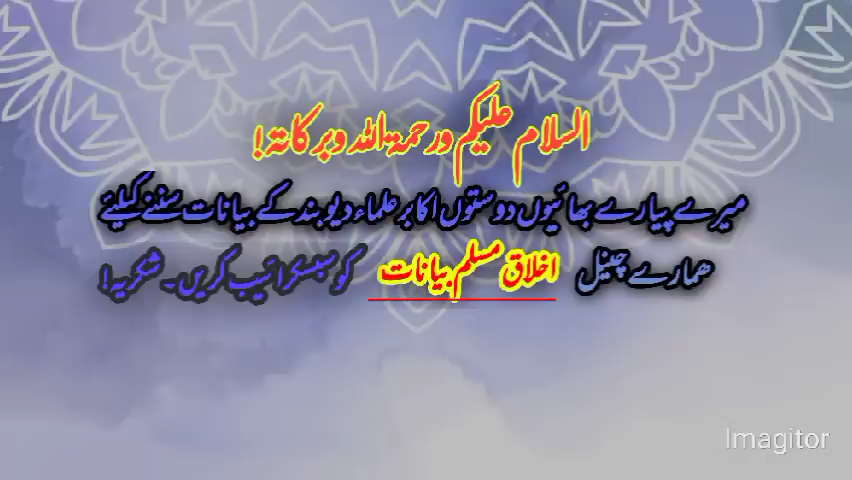 السلام علیکم ورحمۃ اللہ وبرکاتہ!
میرے پیارے بھائیوں دوستوں اکابر علماء دیوبند کے بیانات سننے کیلئے
ہمارے چینل اخلاق مسلم بیانات کو سبسکرائیب کریں۔ شکریہ!
Imagitor